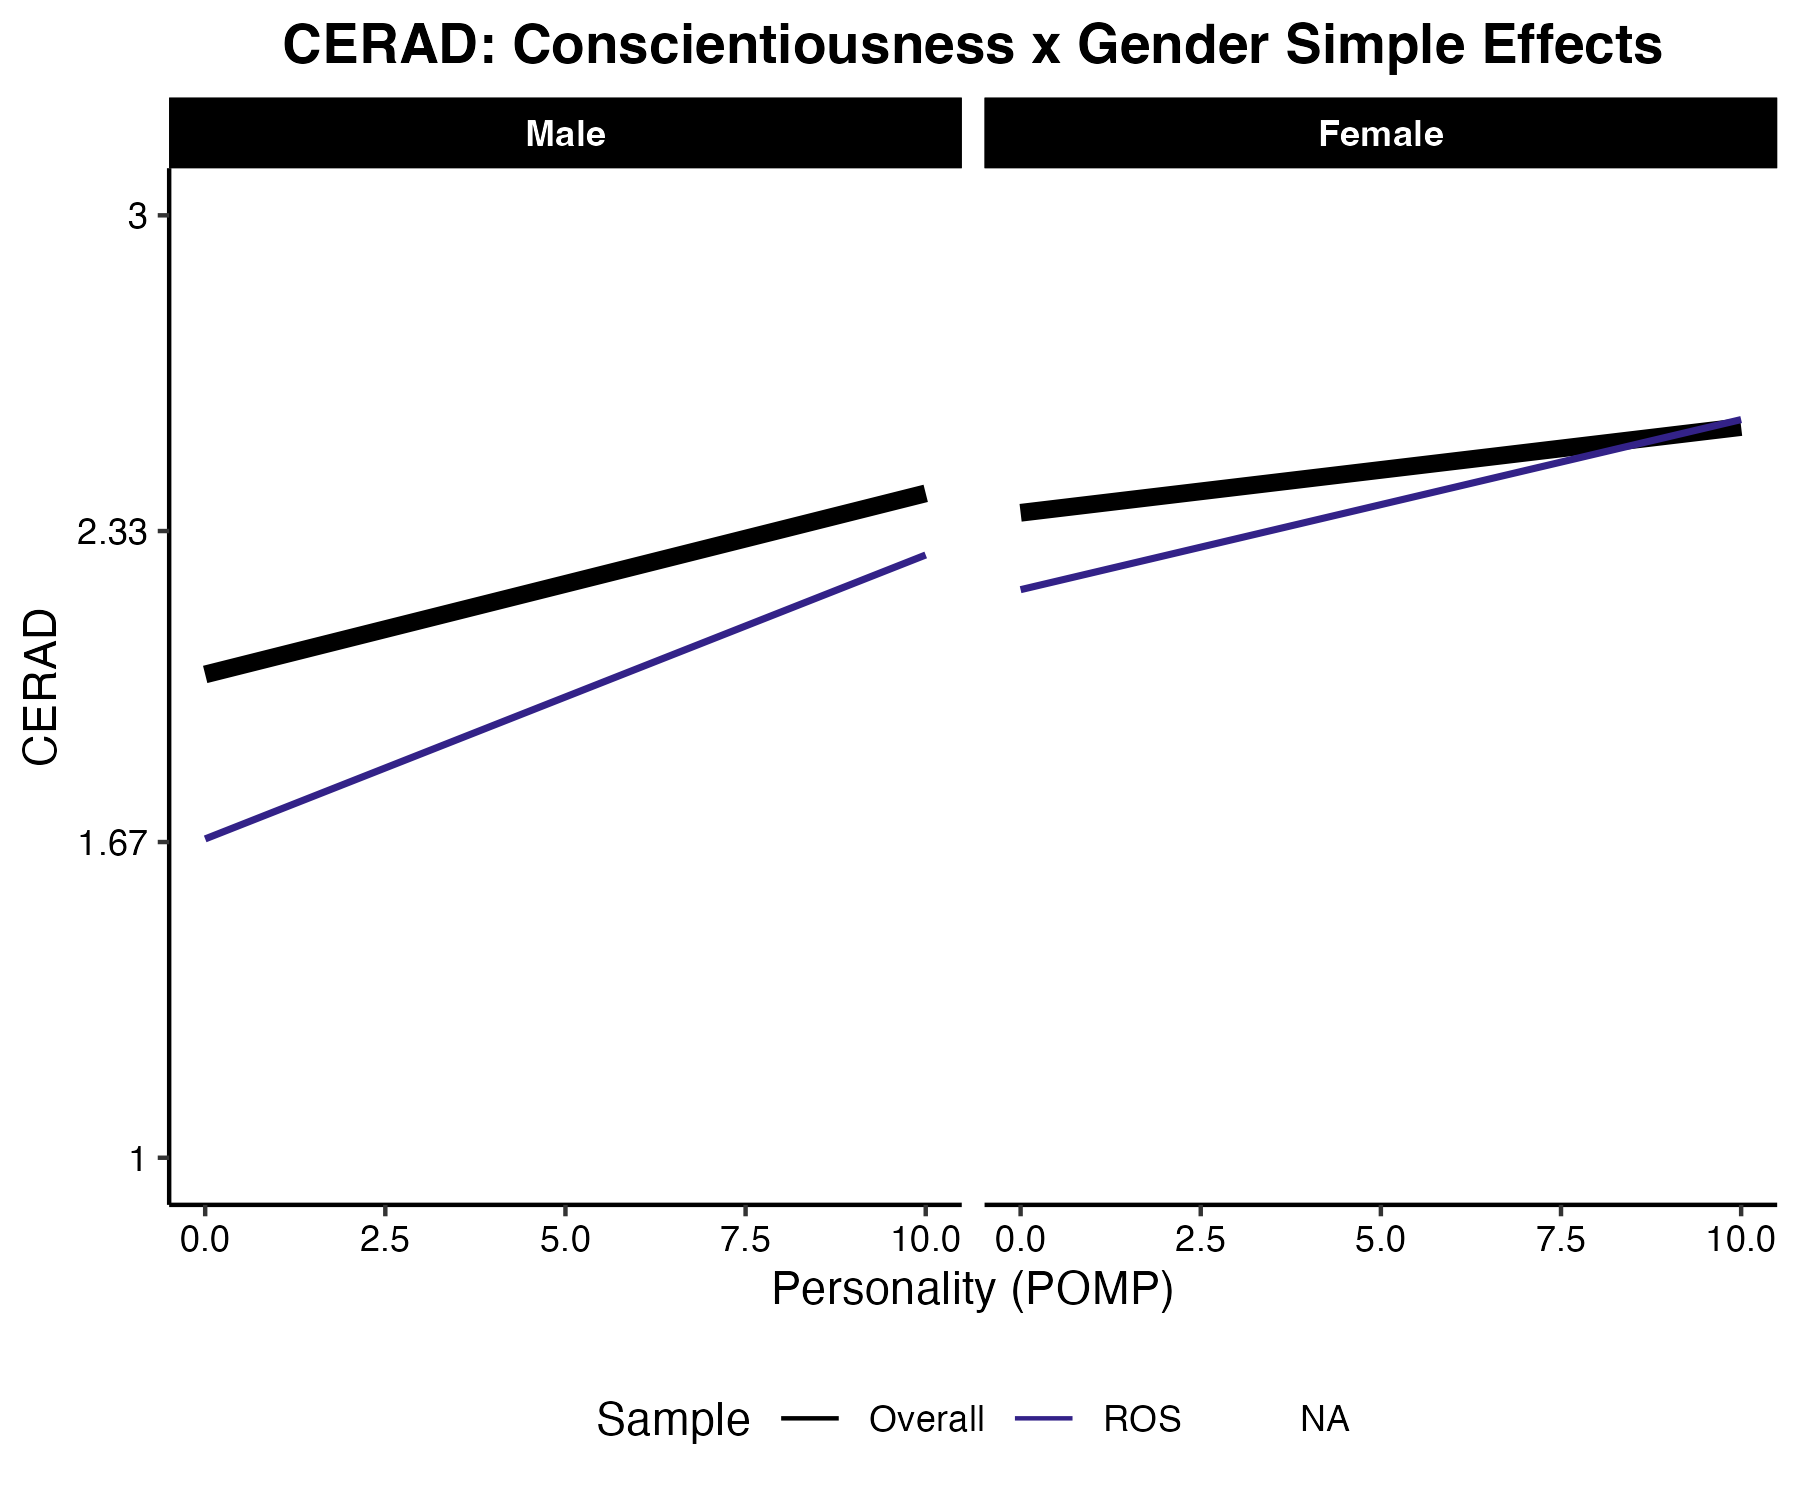 CERAD: Conscientiousness x Gender Simple Effects
Male
Female
3
2.33
1.67
1
CERAD
0.0 2.5 5.0 7.5 10.0
0.0 2.5 5.0 7.5 10.0
Personality (POMP)
Sample Overall ROS NA